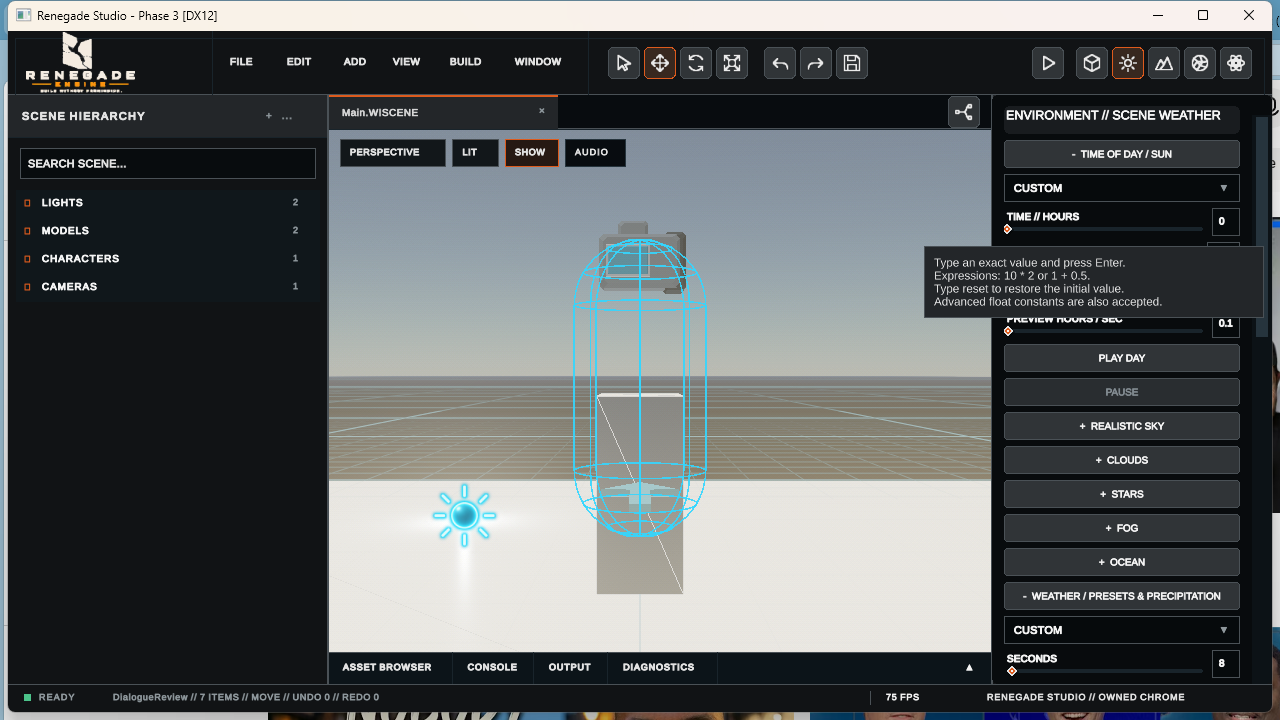 Renegade Studio - Phase 3 [DX12]
RENEGADE
ENGINE
BUILD WITHOUT PERMISSION.
FILE EDIT ADD VIEW BUILD WINDOW
SCENE HIERARCHY + ...
SEARCH SCENE...
LIGHTS 2
MODELS 2
CHARACTERS 1
CAMERAS 1
Main.WISCENE ×
PERSPECTIVE LIT SHOW AUDIO
ENVIRONMENT // SCENE WEATHER
- TIME OF DAY / SUN
CUSTOM
TIME // HOURS 0
Type an exact value and press Enter.
Expressions: 10 * 2 or 1 + 0.5.
Type reset to restore the initial value.
Advanced float constants are also accepted.
PREVIEW HOURS / SEC 0.1
PLAY DAY
PAUSE
+ REALISTIC SKY
+ CLOUDS
+ STARS
+ FOG
+ OCEAN
- WEATHER / PRESETS & PRECIPITATION
CUSTOM
SECONDS 8
ASSET BROWSER CONSOLE OUTPUT DIAGNOSTICS
READY DialogueReview // 7 ITEMS // MOVE // UNDO 0 // REDO 0 75 FPS RENEGADE STUDIO // OWNED CHROME